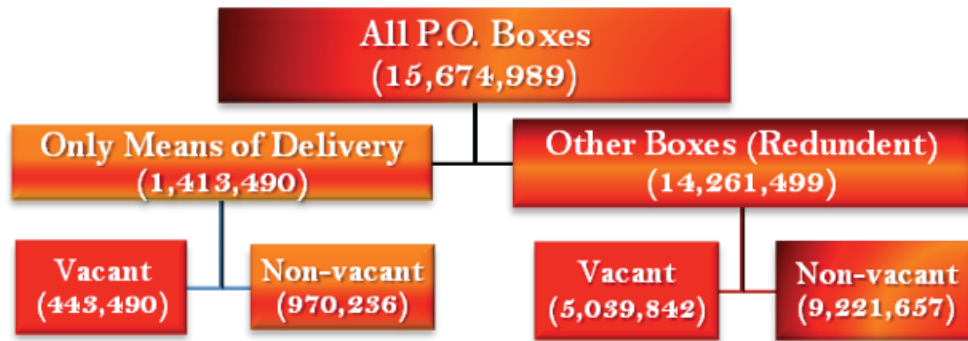 All P.O. Boxes
(15,674,989)
Only Means of Delivery
(1,413,490)
Other Boxes (Redundent)
(14,261,499)
Vacant
(443,490)
Non-vacant
(970,236)
Vacant
(5,039,842)
Non-vacant
(9,221,657)